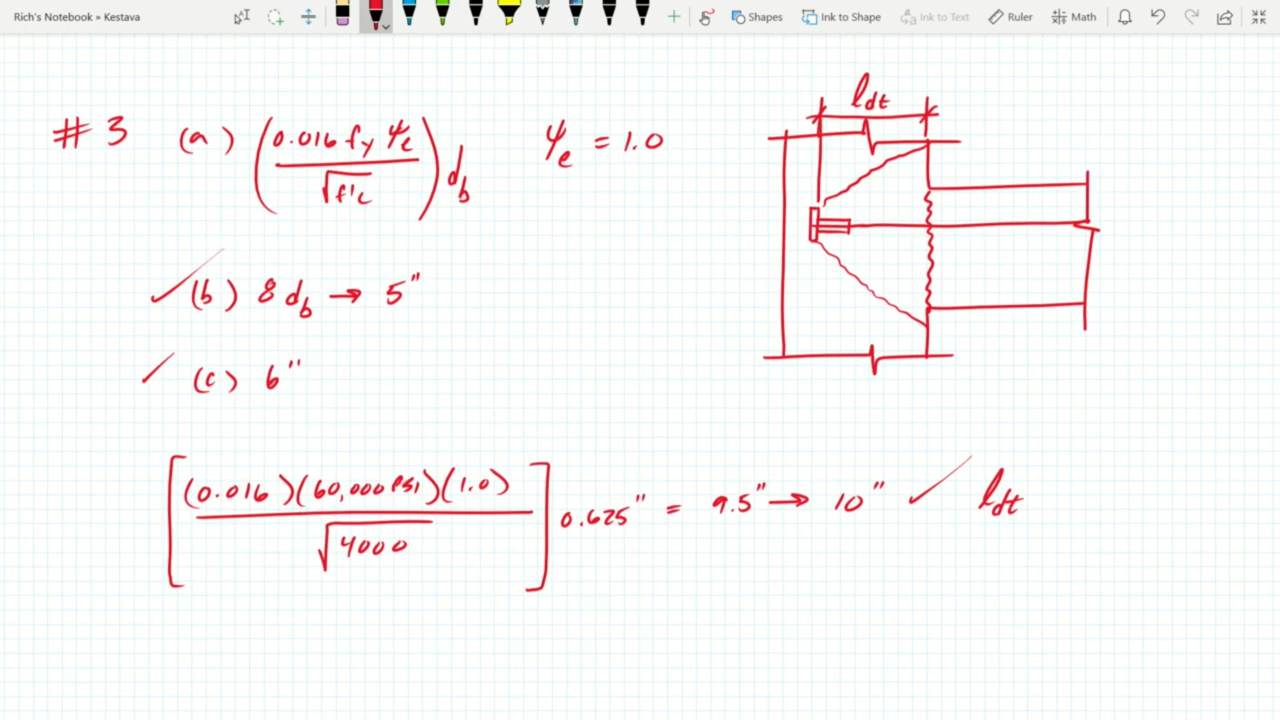 Rich's Notebook » Kestava
Shapes
Ink to Shape
Ink to Text
Ruler
Math
# 3 (a) (0.016 fy ψe / √f'c) db ψe = 1.0
ldt
(b) 8 db → 5"
(c) 6"
[(0.016)(60,000 PSI)(1.0) / √4000] 0.625" = 9.5" → 10" ✓ ldt